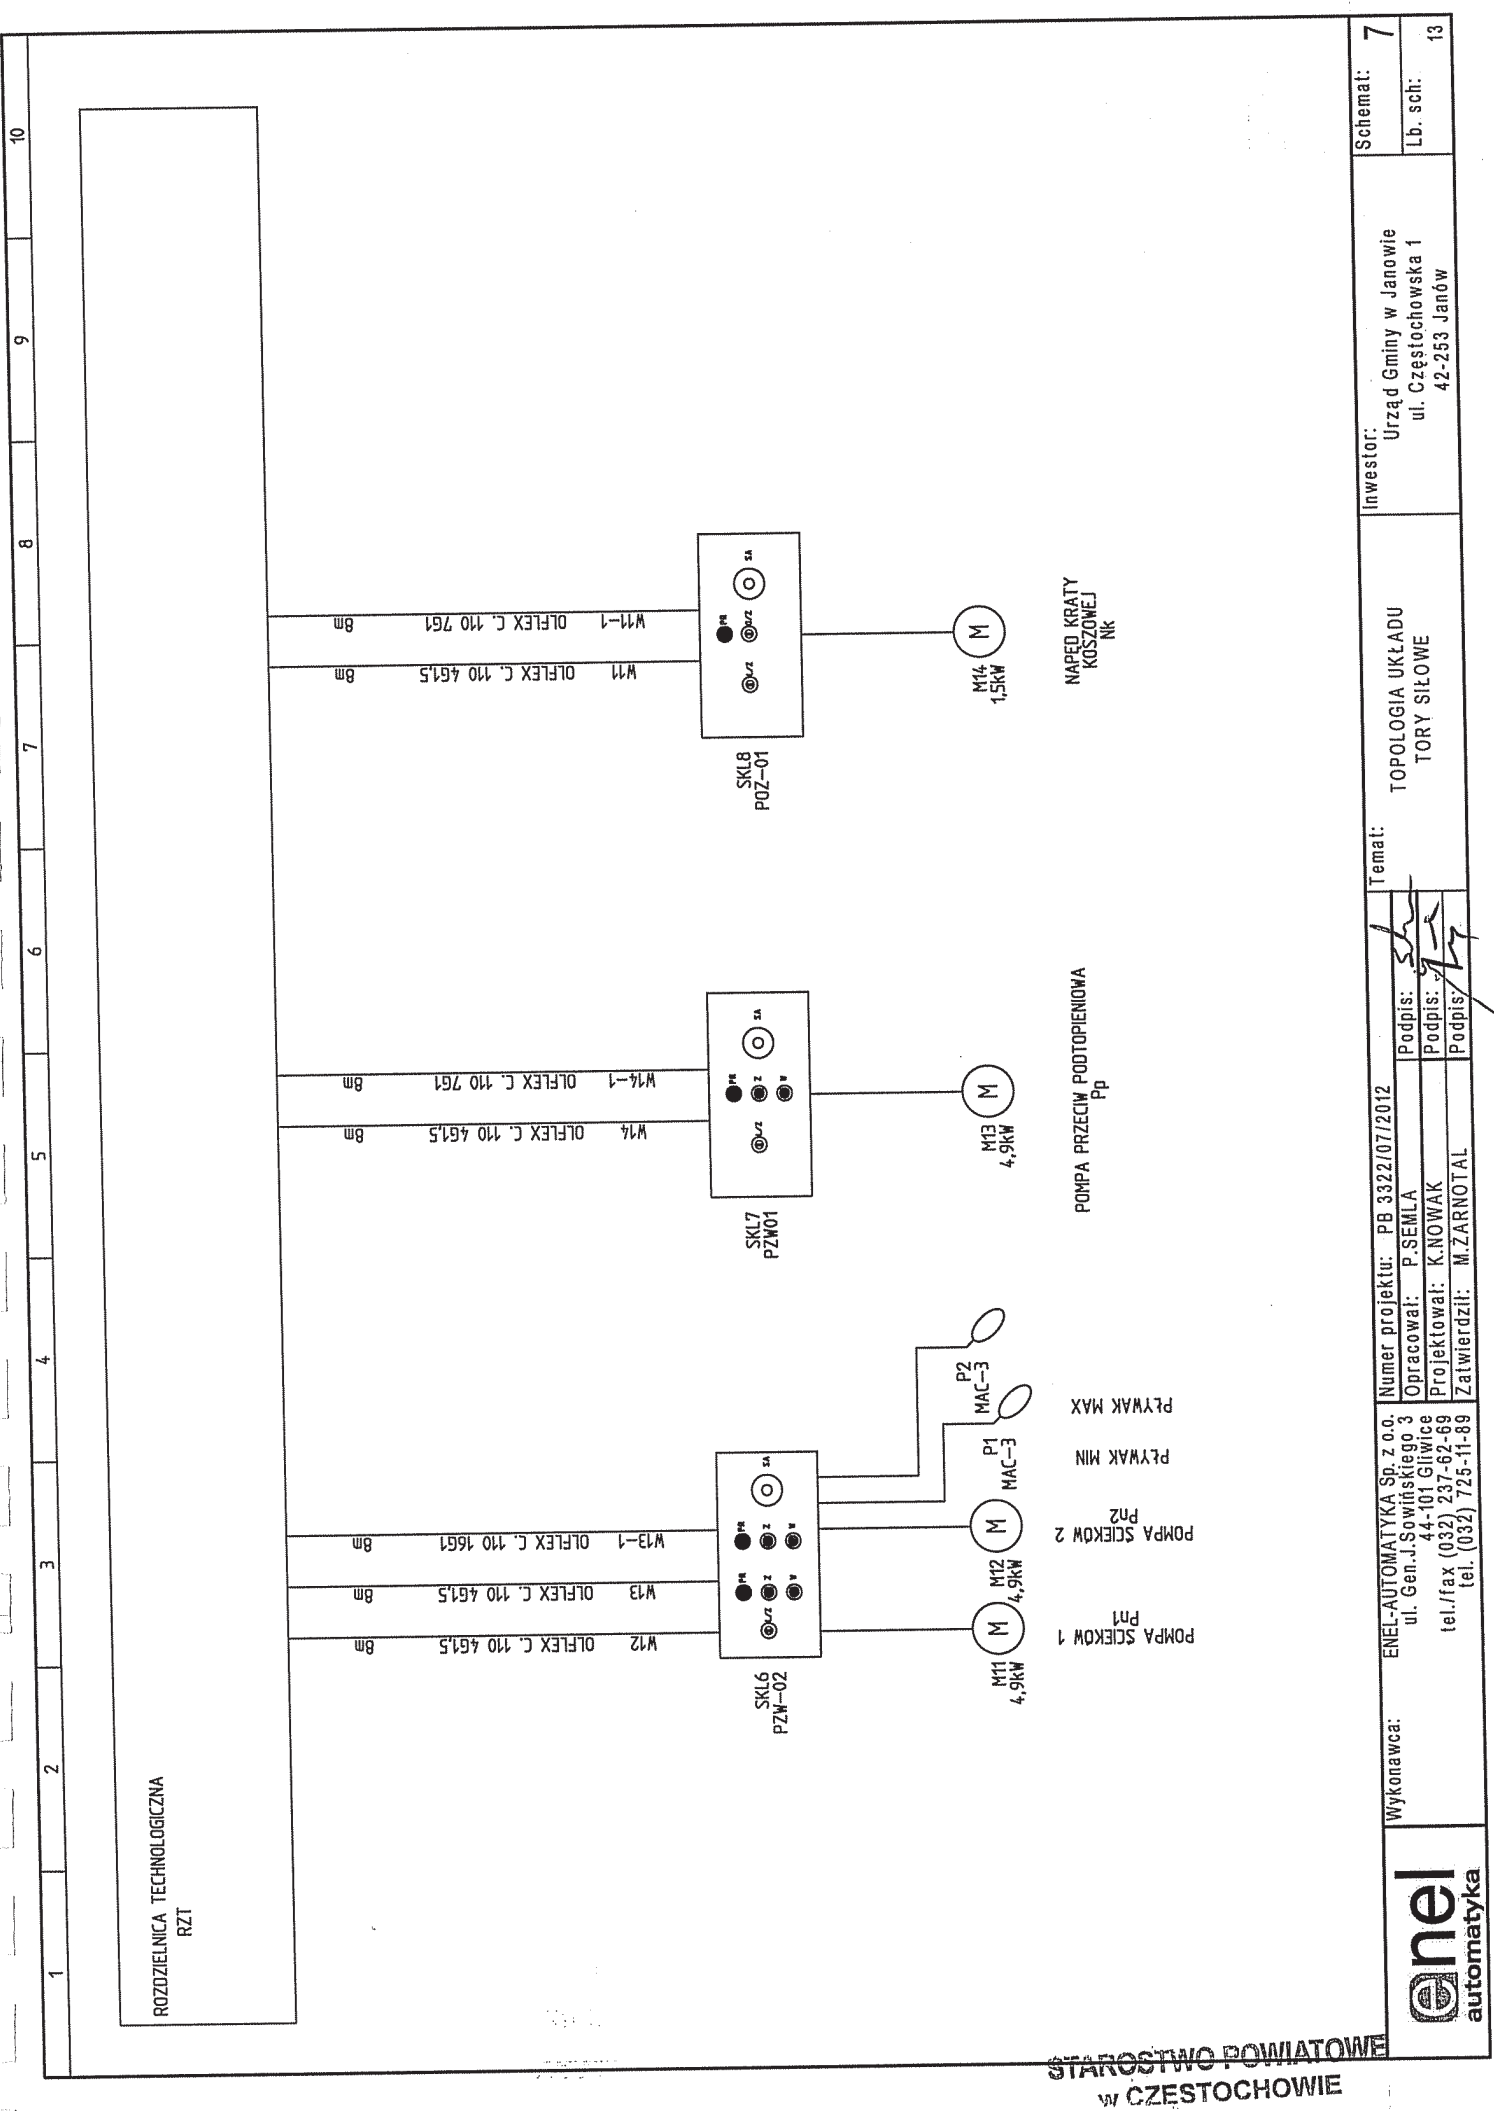 1
2
3
4
5
6
7
8
9
10
ROZDZIELNICA TECHNOLOGICZNA
RZT
8m
OLFLEX C. 110 4G1,5
W12
8m
OLFLEX C. 110 4G1,5
W13
8m
OLFLEX C. 110 16G1
W13-1
8m
OLFLEX C. 110 4G1,5
W14
8m
OLFLEX C. 110 7G1
W14-1
8m
OLFLEX C. 110 4G1,5
W11
8m
OLFLEX C. 110 7G1
W11-1
SKL6
PZW-02
L/Z
PR
Z
W
PR
Z
W
SA
SKL7
PZW01
L/Z
PR
Z
W
SA
SKL8
POZ-01
L/Z
PR
O/Z
SA
M
M11
4,9kW
M
M12
4,9kW
P1
MAC-3
P2
MAC-3
M
M13
4,9kW
M
M14
1,5kW
POMPA ŚCIEKÓW 1
Pn1
POMPA ŚCIEKÓW 2
Pn2
PŁYWAK MIN
PŁYWAK MAX
POMPA PRZECIW PODTOPIENIOWA
Pp
NAPĘD KRATY
KOSZOWEJ
Nk
enel
automatyka
Wykonawca:
ENEL-AUTOMATYKA Sp. z o.o.
ul. Gen.J.Sowińskiego 3
44-101 Gliwice
tel./fax (032) 237-62-69
tel. (032) 725-11-89
Numer projektu: PB 3322/07/2012
Opracował: P.SEMLA Podpis:
Projektował: K.NOWAK Podpis:
Zatwierdził: M.ŻARNOTAL Podpis:
Temat:
TOPOLOGIA UKŁADU
TORY SIŁOWE
Inwestor:
Urząd Gminy w Janowie
ul. Częstochowska 1
42-253 Janów
Schemat: 7
Lb. sch: 13
STAROSTWO POWIATOWE
w CZESTOCHOWIE